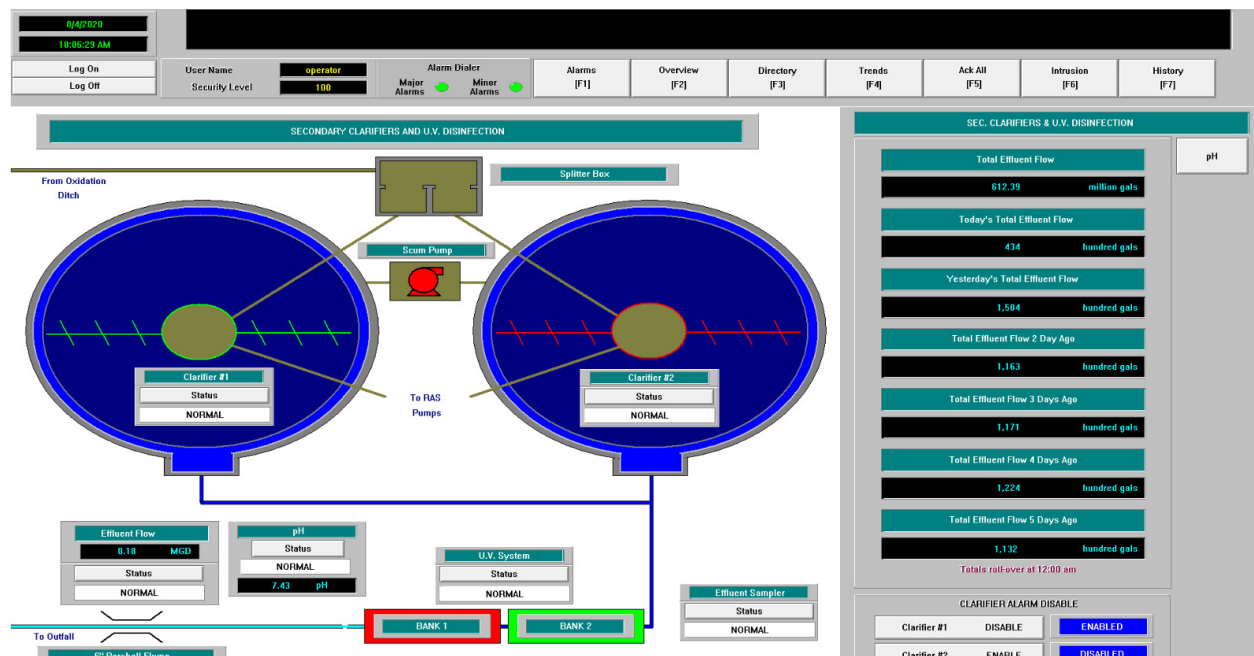 8/4/2020
10:06:29 AM
Log On
Log Off
User Name operator
Security Level 100
Alarm Dialer
Major Alarms
Minor Alarms
Alarms [F1]
Overview [F2]
Directory [F3]
Trends [F4]
Ack All [F5]
Intrusion [F6]
History [F7]
SECONDARY CLARIFIERS AND U.V. DISINFECTION
From Oxidation
Ditch
Splitter Box
Scum Pump
Clarifier #1
Status
NORMAL
To RAS
Pumps
Clarifier #2
Status
NORMAL
Effluent Flow
0.18 MGD
Status
NORMAL
pH
Status
NORMAL
7.43 pH
U.V. System
Status
NORMAL
Effluent Sampler
Status
NORMAL
BANK 1
BANK 2
To Outfall
6" Parshall Flume
SEC. CLARIFIERS & U.V. DISINFECTION
pH
Total Effluent Flow
612.39 million gals
Today's Total Effluent Flow
434 hundred gals
Yesterday's Total Effluent Flow
1,504 hundred gals
Total Effluent Flow 2 Day Ago
1,163 hundred gals
Total Effluent Flow 3 Days Ago
1,171 hundred gals
Total Effluent Flow 4 Days Ago
1,224 hundred gals
Total Effluent Flow 5 Days Ago
1,132 hundred gals
Totals roll-over at 12:00 am
CLARIFIER ALARM DISABLE
Clarifier #1 DISABLE ENABLED
Clarifier #2 ENABLE DISABLED